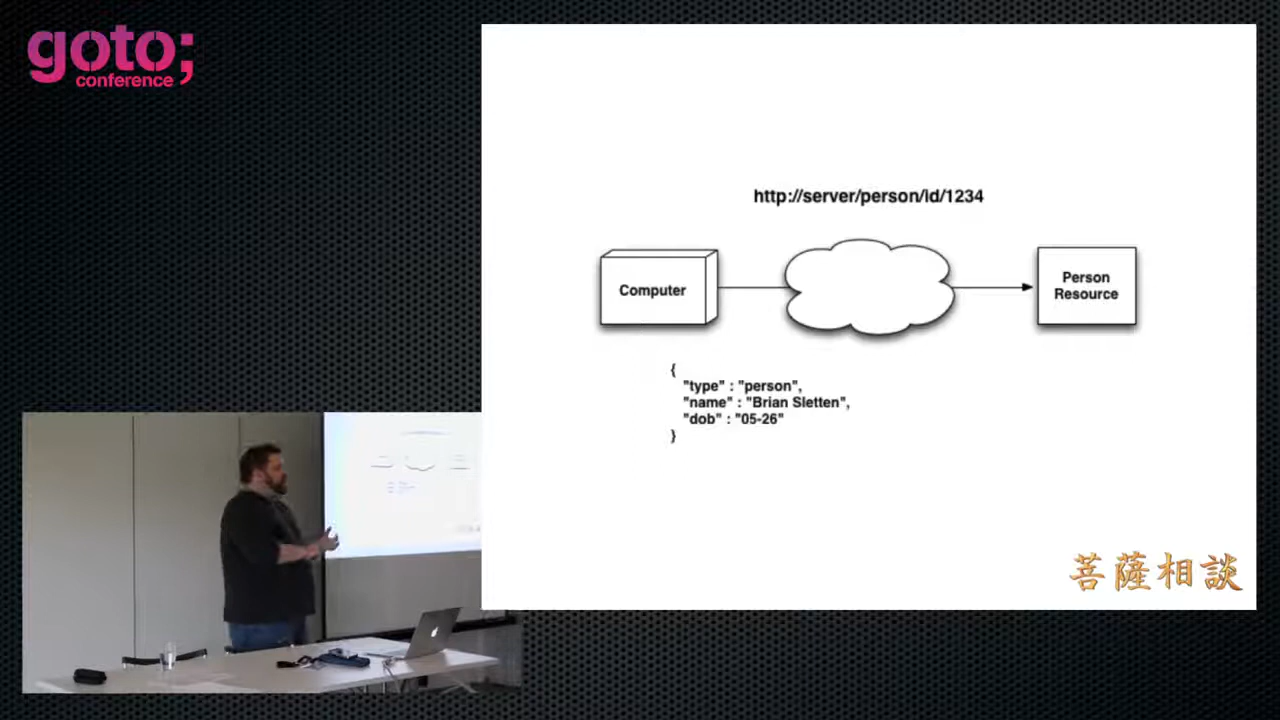 goto;
conference
http://server/person/id/1234
Computer
Person
Resource
{
"type" : "person",
"name" : "Brian Sletten",
"dob" : "05-26"
}
菩薩相談